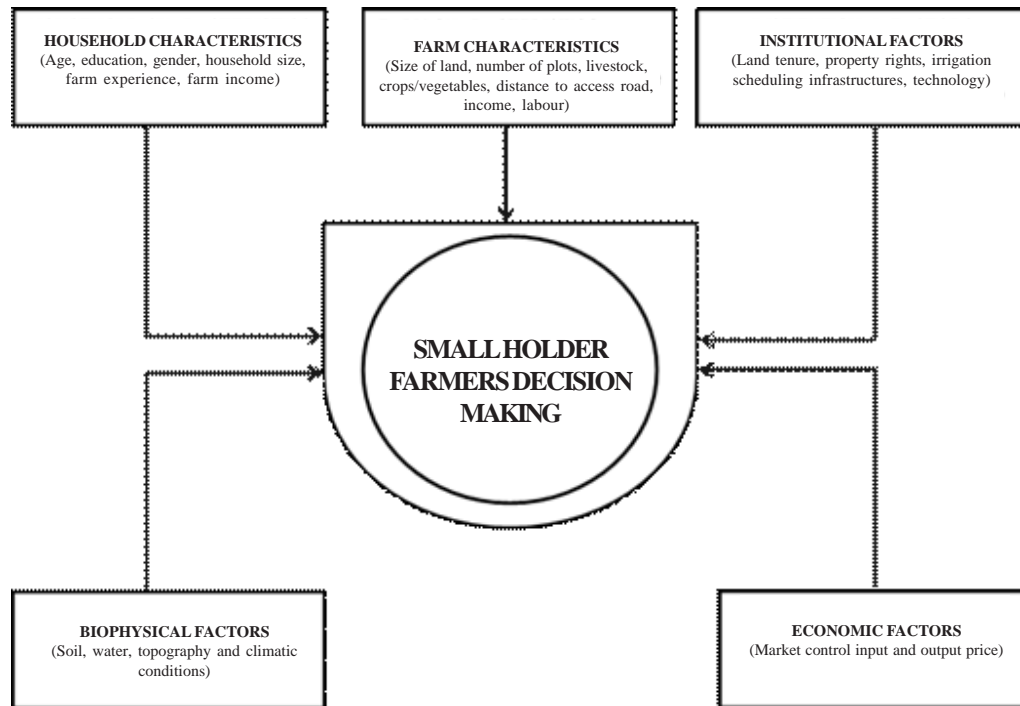 HOUSEHOLD CHARACTERISTICS
(Age, education, gender, household size,
farm experience, farm income)
FARM CHARACTERISTICS
(Size of land, number of plots, livestock,
crops/vegetables, distance to access road,
income, labour)
INSTITUTIONAL FACTORS
(Land tenure, property rights, irrigation
scheduling infrastructures, technology)
SMALL HOLDER
FARMERS DECISION
MAKING
BIOPHYSICAL FACTORS
(Soil, water, topography and climatic
conditions)
ECONOMIC FACTORS
(Market control input and output price)